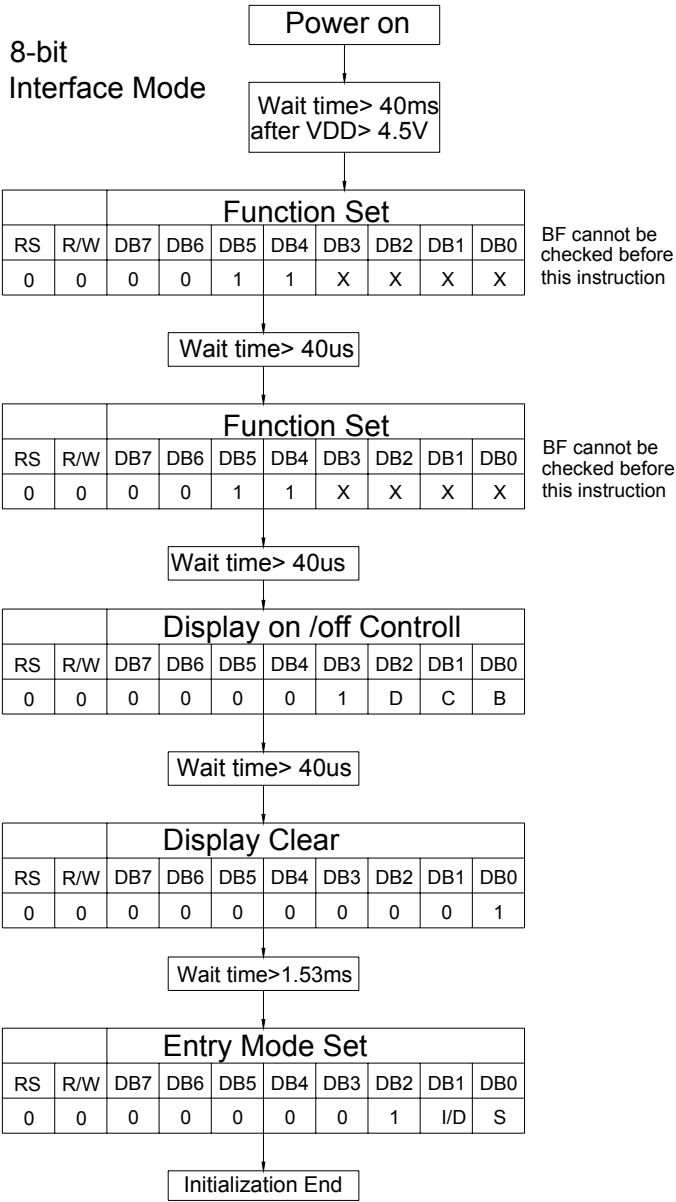 8-bit
Interface Mode
Power on
Wait time> 40ms
after VDD> 4.5V
Function Set
RS R/W DB7 DB6 DB5 DB4 DB3 DB2 DB1 DB0
0 0 0 0 1 1 X X X X
BF cannot be
checked before
this instruction
Wait time> 40us
Function Set
RS R/W DB7 DB6 DB5 DB4 DB3 DB2 DB1 DB0
0 0 0 0 1 1 X X X X
BF cannot be
checked before
this instruction
Wait time> 40us
Display on /off Controll
RS R/W DB7 DB6 DB5 DB4 DB3 DB2 DB1 DB0
0 0 0 0 0 0 1 D C B
Wait time> 40us
Display Clear
RS R/W DB7 DB6 DB5 DB4 DB3 DB2 DB1 DB0
0 0 0 0 0 0 0 0 0 1
Wait time>1.53ms
Entry Mode Set
RS R/W DB7 DB6 DB5 DB4 DB3 DB2 DB1 DB0
0 0 0 0 0 0 0 1 I/D S
Initialization End